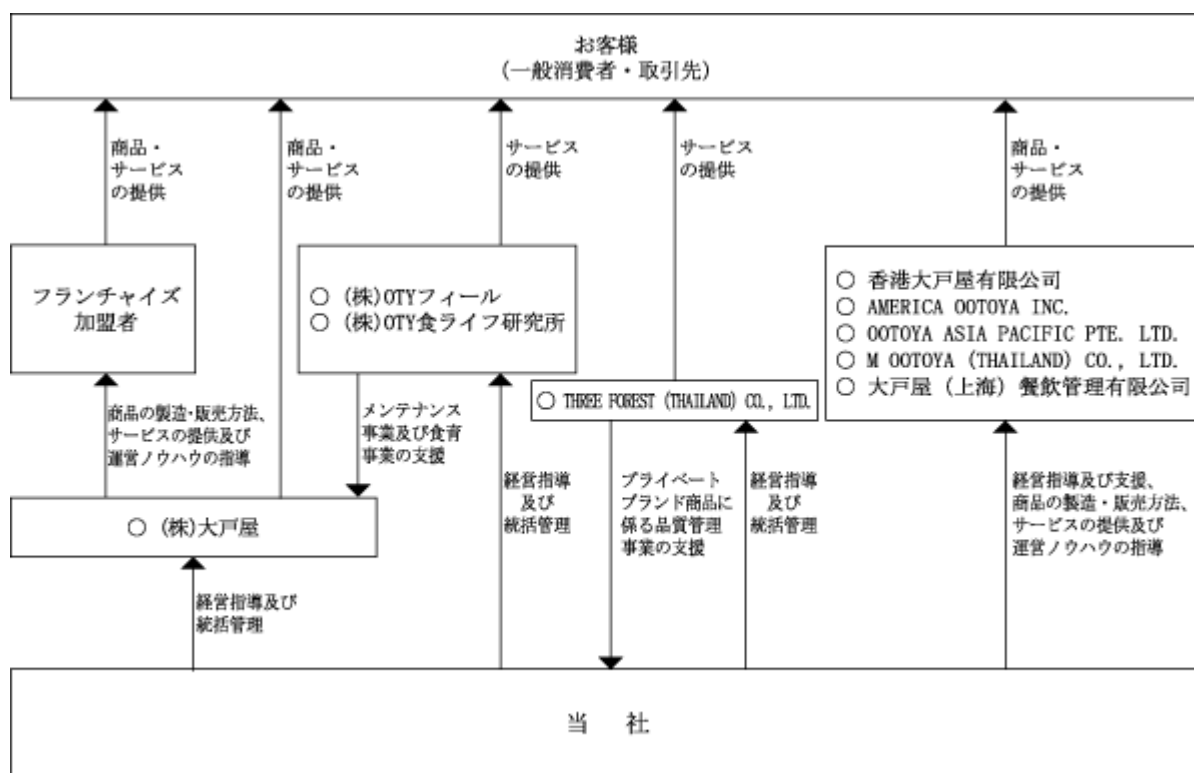 お客様
(一般消費者・取引先)
商品・
サービス
の提供
商品・
サービス
の提供
サービス
の提供
サービス
の提供
商品・
サービス
の提供
フランチャイズ
加盟者
○ (株)OTYフィール
○ (株)OTY食ライフ研究所
○ THREE FOREST (THAILAND) CO., LTD.
○ 香港大戸屋有限公司
○ AMERICA OOTOYA INC.
○ OOTOYA ASIA PACIFIC PTE. LTD.
○ M OOTOYA (THAILAND) CO., LTD.
○ 大戸屋 (上海) 餐飲管理有限公司
商品の製造・販売方法、
サービスの提供及び
運営ノウハウの指導
メンテナンス
事業及び食育
事業の支援
経営指導
及び
統括管理
プライベート
ブランド商品に
係る品質管理
事業の支援
経営指導
及び
統括管理
経営指導及び支援、
商品の製造・販売方法、
サービスの提供及び
運営ノウハウの指導
○ (株)大戸屋
経営指導及び
統括管理
当 社